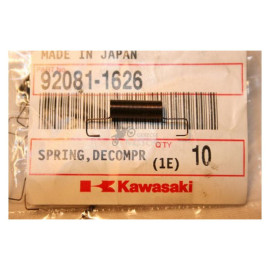 MADE IN JAPAN
92081-1626
SPRING,DECOMPR QTY (1E) 10
Kawasaki